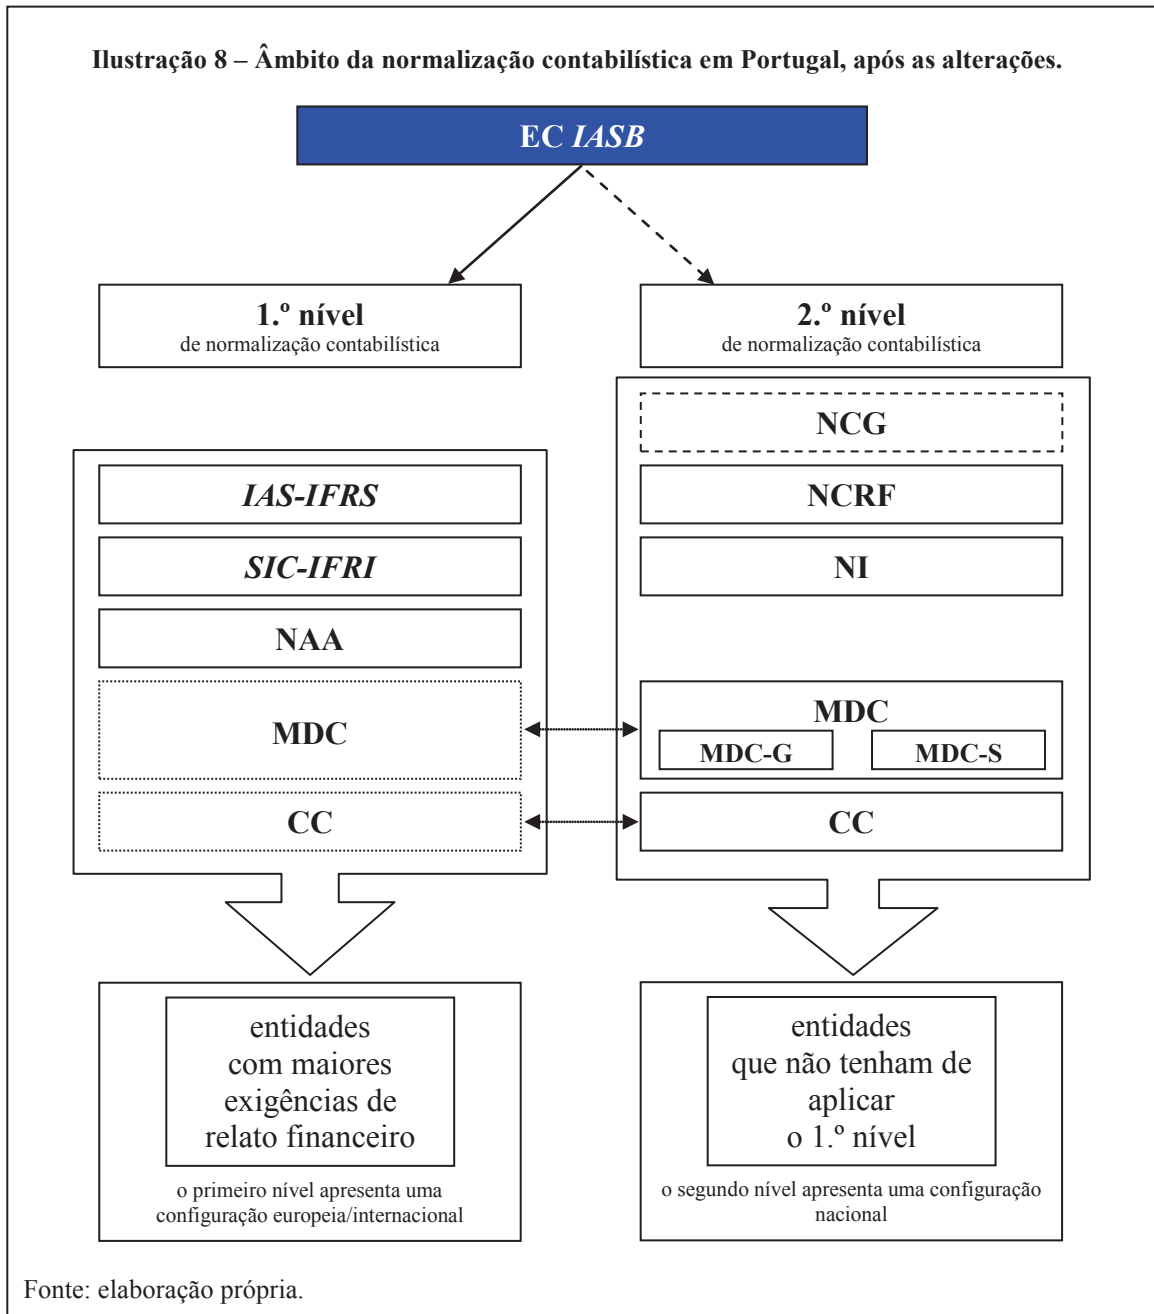 Ilustração 8 – Âmbito da normalização contabilística em Portugal, após as alterações.
EC IASB
1.º nível
de normalização contabilística
IAS-IFRS
SIC-IFRI
NAA
MDC
CC
entidades
com maiores
exigências de
relato financeiro
o primeiro nível apresenta uma
configuração europeia/internacional
2.º nível
de normalização contabilística
NCG
NCRF
NI
MDC
MDC-G
MDC-S
CC
entidades
que não tenham de
aplicar
o 1.º nível
o segundo nível apresenta uma configuração
nacional
Fonte: elaboração própria.